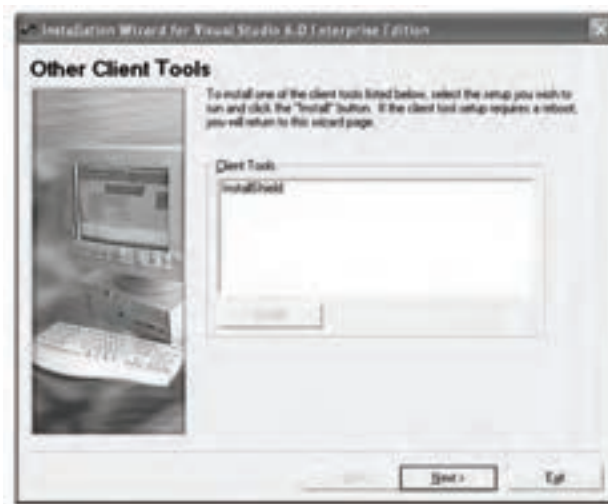 Installation Wizard for Visual Studio 6.0 Enterprise Edition
Other Client Tools
To install one of the client tools listed below, select the setup you wish to
run and click the "Install" button. If the client tool setup requires a reboot,
you will return to this wizard page.
Client Tools
InstallShield
Install
Next >
Exit